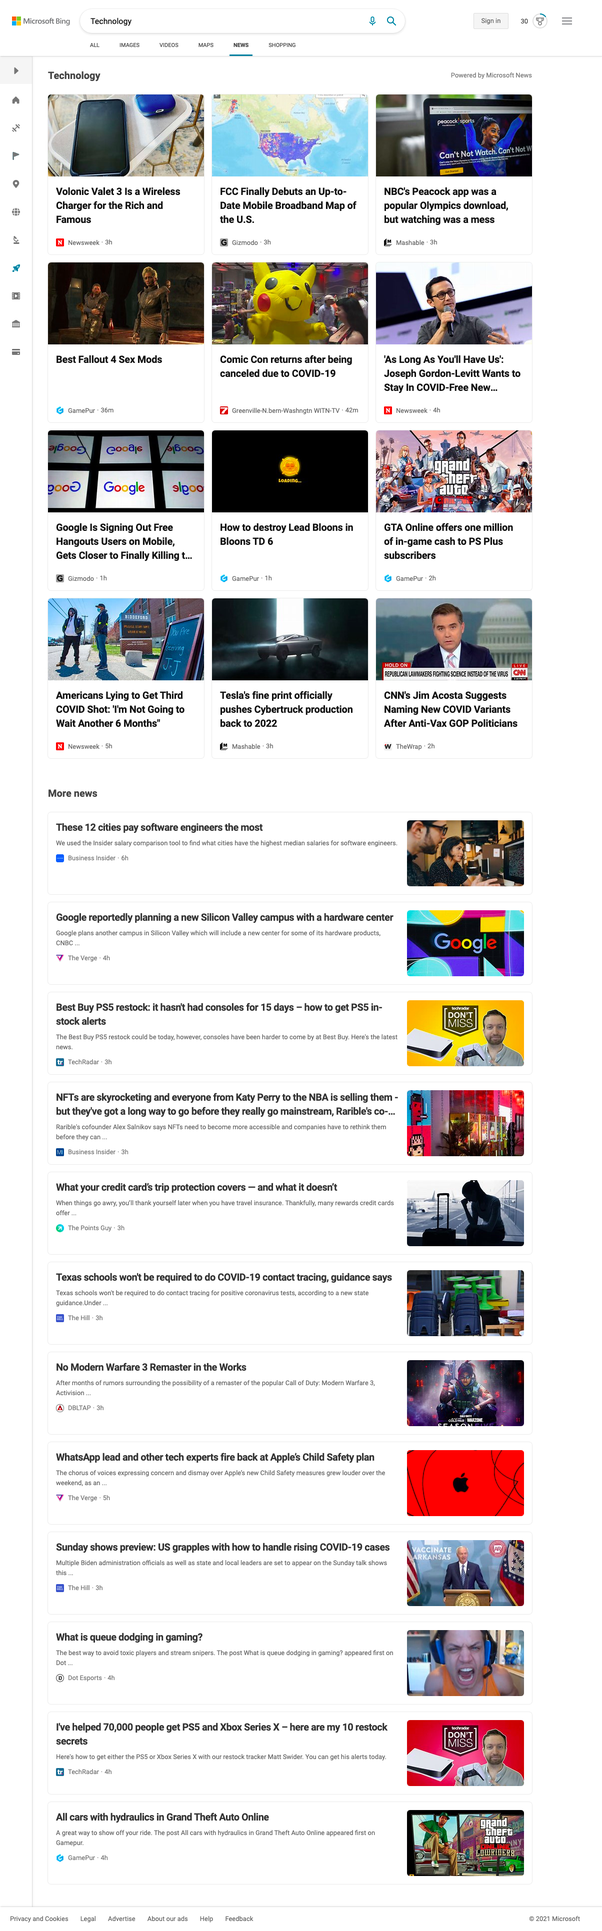 Microsoft Bing
Technology
Sign in
30
ALL IMAGES VIDEOS MAPS NEWS SHOPPING
Technology
Powered by Microsoft News
Volonic Valet 3 Is a Wireless
Charger for the Rich and
Famous
Newsweek · 3h
FCC Finally Debuts an Up-to-
Date Mobile Broadband Map of
the U.S.
Gizmodo · 3h
peacock sports
Can't Not Watch. Can't Not W
NBC's Peacock app was a
popular Olympics download,
but watching was a mess
Mashable · 3h
Best Fallout 4 Sex Mods
GamePur · 36m
Comic Con returns after being
canceled due to COVID-19
Greenville-N.bern-Washngtn WITN-TV · 42m
'As Long As You'll Have Us':
Joseph Gordon-Levitt Wants to
Stay In COVID-Free New...
Newsweek · 4h
Google
Google Is Signing Out Free
Hangouts Users on Mobile,
Gets Closer to Finally Killing t...
Gizmodo · 1h
LOADING...
How to destroy Lead Bloons in
Bloons TD 6
GamePur · 1h
grand
theft
auto
GTA Online offers one million
of in-game cash to PS Plus
subscribers
GamePur · 2h
Americans Lying to Get Third
COVID Shot: 'I'm Not Going to
Wait Another 6 Months"
Newsweek · 5h
Tesla's fine print officially
pushes Cybertruck production
back to 2022
Mashable · 3h
HOLD ON
REPUBLICAN LAWMAKERS FIGHTING SCIENCE INSTEAD OF THE VIRUS
CNN
CNN's Jim Acosta Suggests
Naming New COVID Variants
After Anti-Vax GOP Politicians
TheWrap · 2h
More news
These 12 cities pay software engineers the most
We used the Insider salary comparison tool to find what cities have the highest median salaries for software engineers.
Business Insider · 6h
Google reportedly planning a new Silicon Valley campus with a hardware center
Google plans another campus in Silicon Valley which will include a new center for some of its hardware products,
CNBC ...
The Verge · 4h
Google
Best Buy PS5 restock: it hasn't had consoles for 15 days – how to get PS5 in-
stock alerts
The Best Buy PS5 restock could be today, however, consoles have been harder to come by at Best Buy. Here's the latest
news.
TechRadar · 3h
techradar
DON'T
MISS
NFTs are skyrocketing and everyone from Katy Perry to the NBA is selling them -
but they've got a long way to go before they really go mainstream, Rarible's co-...
Rarible's cofounder Alex Salnikov says NFTs need to become more accessible and companies have to rethink them
before they can ...
Business Insider · 3h
What your credit card's trip protection covers — and what it doesn't
When things go awry, you'll thank yourself later when you have travel insurance. Thankfully, many rewards credit cards
offer ...
The Points Guy · 3h
Texas schools won't be required to do COVID-19 contact tracing, guidance says
Texas schools won't be required to do contact tracing for positive coronavirus tests, according to a new state
guidance.Under ...
The Hill · 3h
No Modern Warfare 3 Remaster in the Works
After months of rumors surrounding the possibility of a remaster of the popular Call of Duty: Modern Warfare 3,
Activision ...
DBLTAP · 3h
WARZONE
WhatsApp lead and other tech experts fire back at Apple's Child Safety plan
The chorus of voices expressing concern and dismay over Apple's new Child Safety measures grew louder over the
weekend, as an ...
The Verge · 5h
Sunday shows preview: US grapples with how to handle rising COVID-19 cases
Multiple Biden administration officials as well as state and local leaders are set to appear on the Sunday talk shows
this ...
The Hill · 3h
VACCINATE
ARKANSAS
What is queue dodging in gaming?
The best way to avoid toxic players and stream snipers. The post What is queue dodging in gaming? appeared first on
Dot ...
Dot Esports · 4h
I've helped 70,000 people get PS5 and Xbox Series X – here are my 10 restock
secrets
Here's how to get either the PS5 or Xbox Series X with our restock tracker Matt Swider. You can get his alerts today.
TechRadar · 4h
techradar
DON'T
MISS
All cars with hydraulics in Grand Theft Auto Online
A great way to show off your ride. The post All cars with hydraulics in Grand Theft Auto Online appeared first on
Gamepur.
GamePur · 4h
grand
theft
auto
LOWRIDERS
Privacy and Cookies Legal Advertise About our ads Help Feedback
© 2021 Microsoft